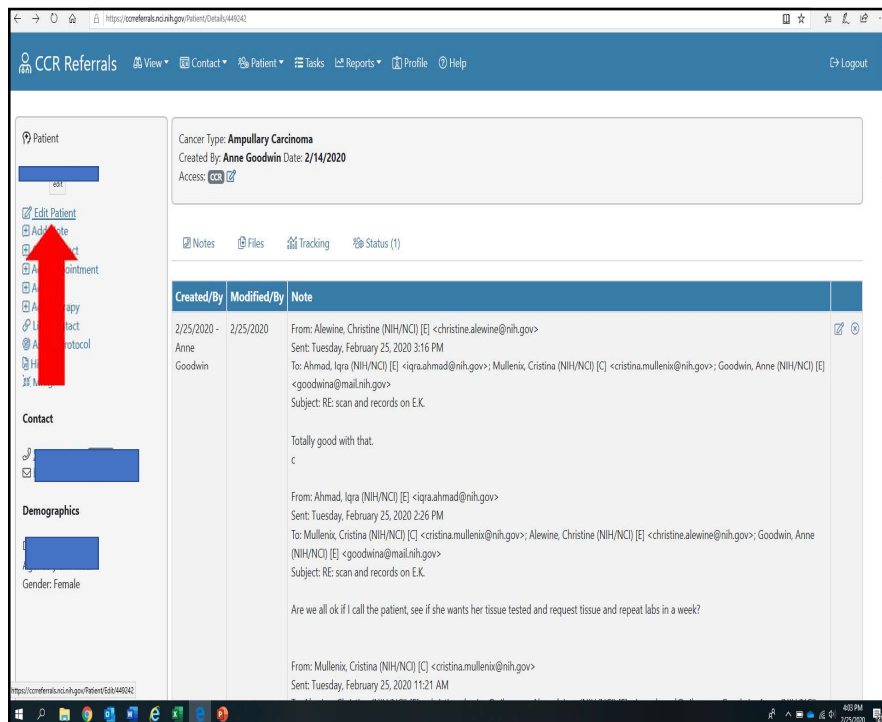 https://ccrreferrals.nci.nih.gov/Patient/Details/449242
CCR Referrals View Contact Patient Tasks Reports Profile Help Logout
Patient
edit
Edit Patient
Add
Contact
Demographics
Gender: Female
Cancer Type: Ampullary Carcinoma
Created By: Anne Goodwin Date: 2/14/2020
Access: CCR
Notes Files Tracking Status (1)
Created/By Modified/By Note
2/25/2020 - Anne Goodwin
2/25/2020
From: Alewine, Christine (NIH/NCI) [E] <christine.alewine@nih.gov>
Sent: Tuesday, February 25, 2020 3:16 PM
To: Ahmad, Iqra (NIH/NCI) [E] <iqra.ahmad@nih.gov>; Mullenix, Cristina (NIH/NCI) [C] <cristina.mullenix@nih.gov>; Goodwin, Anne (NIH/NCI) [E]
<goodwina@mail.nih.gov>
Subject: RE: scan and records on E.K.
Totally good with that.
c
From: Ahmad, Iqra (NIH/NCI) [E] <iqra.ahmad@nih.gov>
Sent: Tuesday, February 25, 2020 2:26 PM
To: Mullenix, Cristina (NIH/NCI) [C] <cristina.mullenix@nih.gov>; Alewine, Christine (NIH/NCI) [E] <christine.alewine@nih.gov>; Goodwin, Anne
(NIH/NCI) [E] <goodwina@mail.nih.gov>
Subject: RE: scan and records on E.K.
Are we all ok if I call the patient, see if she wants her tissue tested and request tissue and repeat labs in a week?
From: Mullenix, Cristina (NIH/NCI) [C] <cristina.mullenix@nih.gov>
Sent: Tuesday, February 25, 2020 11:21 AM
https://ccrreferrals.nci.nih.gov/Patient/Edit/449242
4:03 PM
2/25/2020